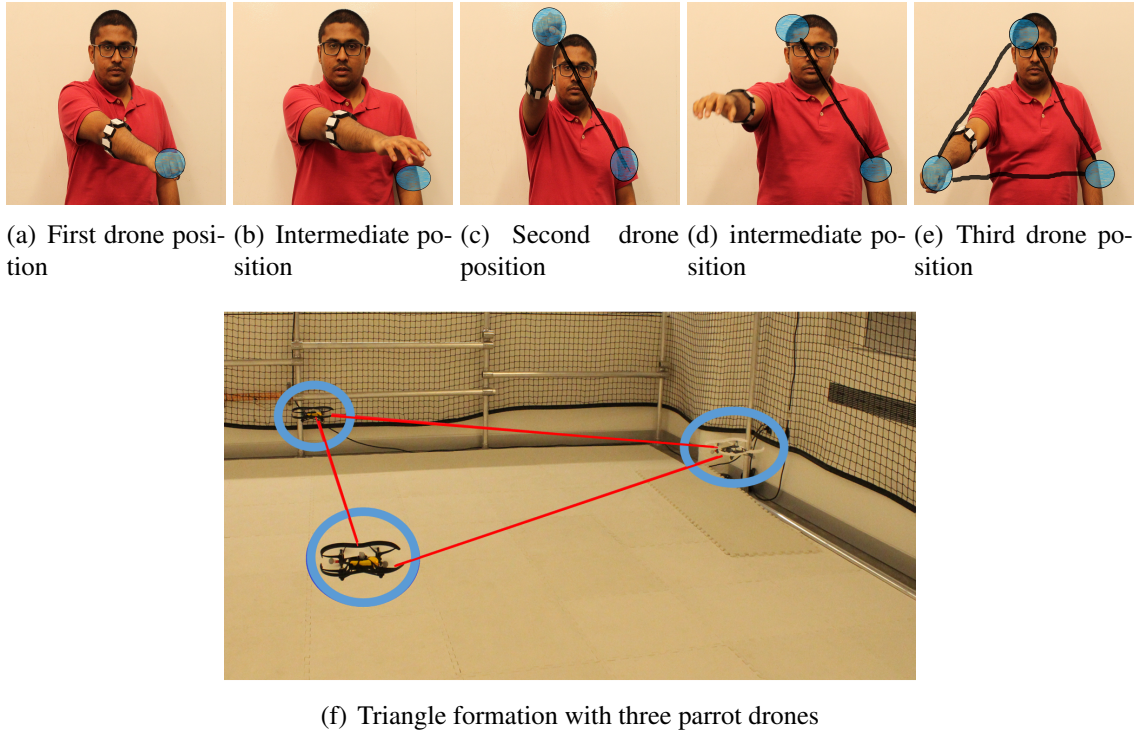 (a) First drone posi-
tion
(b) Intermediate po-
sition
(c) Second drone
position
(d) intermediate po-
sition
(e) Third drone po-
sition
(f) Triangle formation with three parrot drones